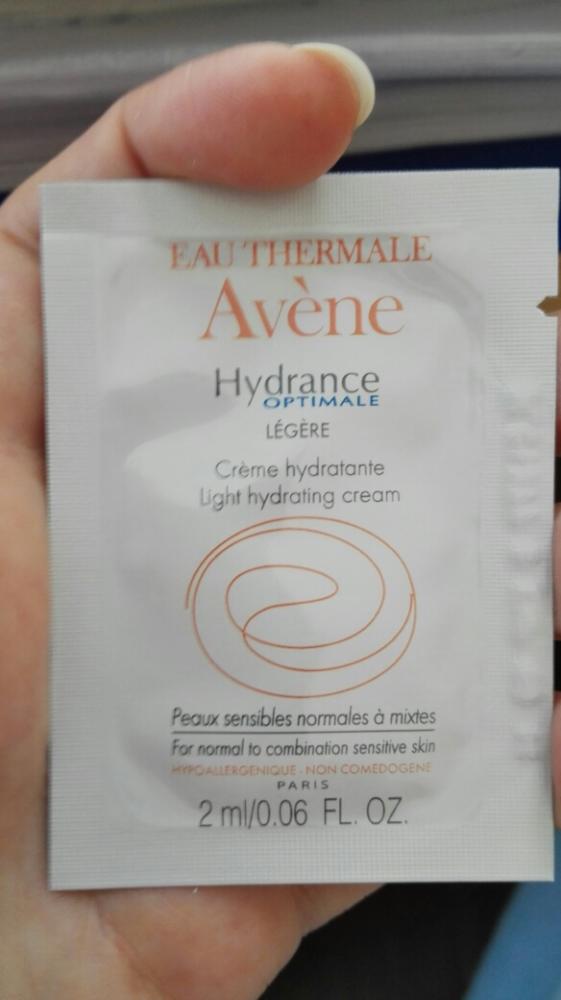 EAU THERMALE
Avène
Hydrance
OPTIMALE
LÉGÈRE
Crème hydratante
Light hydrating cream
Peaux sensibles normales à mixtes
For normal to combination sensitive skin
HYPOALLERGENIQUE - NON COMEDOGENE
PARIS
2 ml/0.06 FL. OZ.